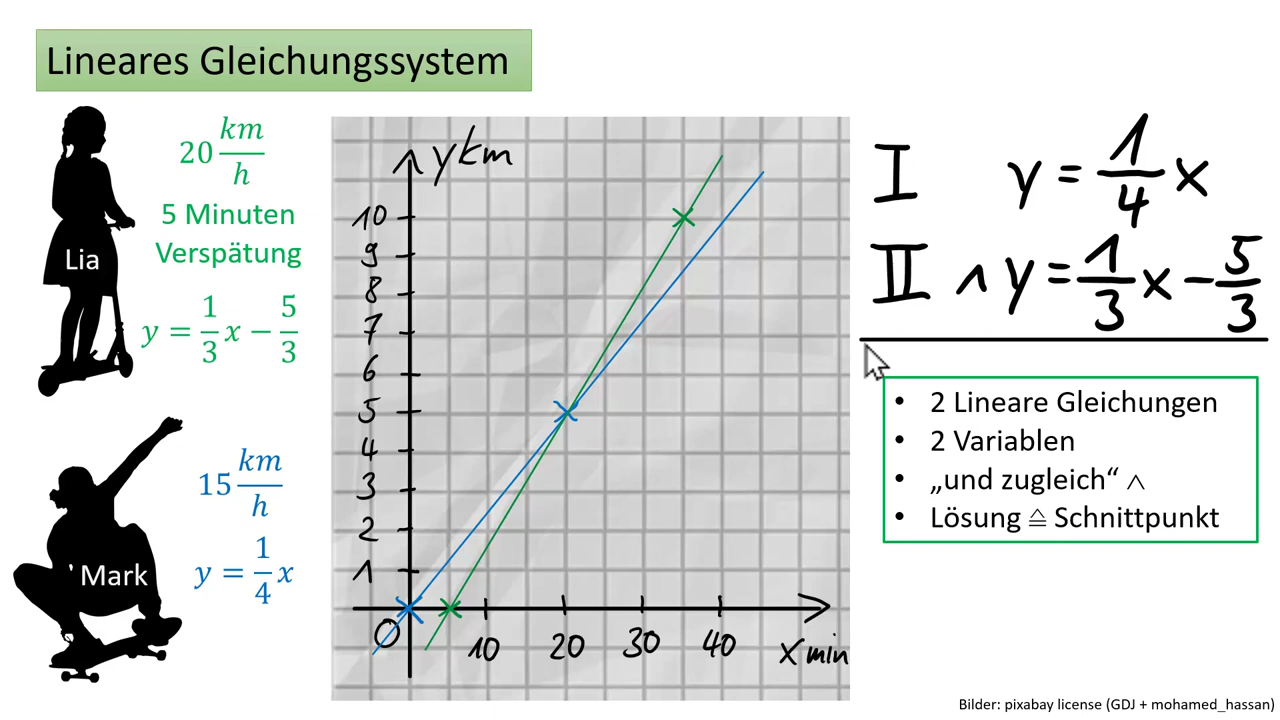 Lineares Gleichungssystem
20 km/h
5 Minuten
Verspätung
Lia
y = 1/3 x − 5/3
15 km/h
Mark
y = 1/4 x
y km
10
9
8
7
6
5
4
3
2
1
0 10 20 30 40 x min
I y = 1/4 x
II ∧ y = 1/3 x − 5/3
• 2 Lineare Gleichungen
• 2 Variablen
• „und zugleich“ ∧
• Lösung ≙ Schnittpunkt
Bilder: pixabay license (GDJ + mohamed_hassan)